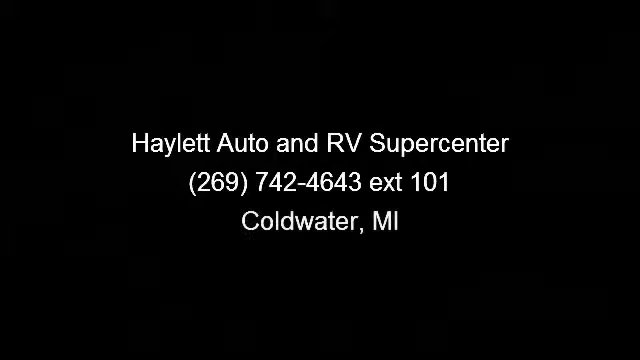 Haylett Auto and RV Supercenter
(269) 742-4643 ext 101
Coldwater, MI